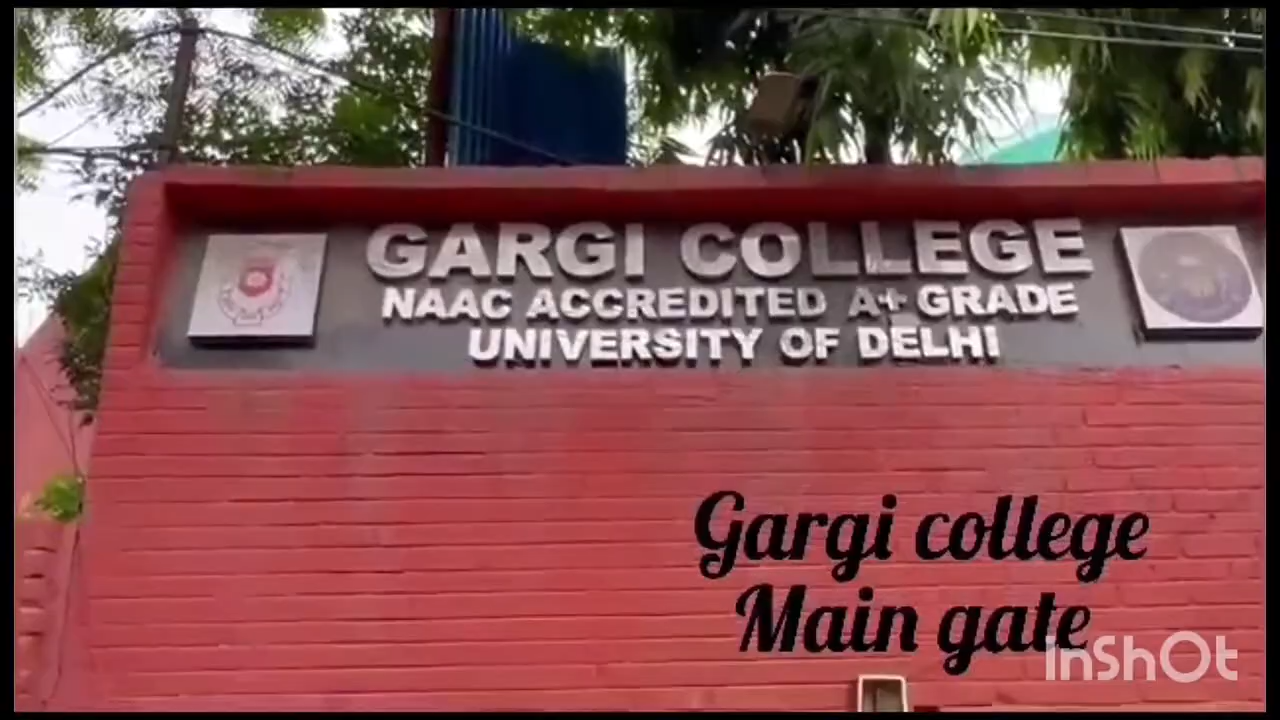 GARGI COLLEGE
NAAC ACCREDITED A+ GRADE
UNIVERSITY OF DELHI
Gargi college
Main gate
InShOt